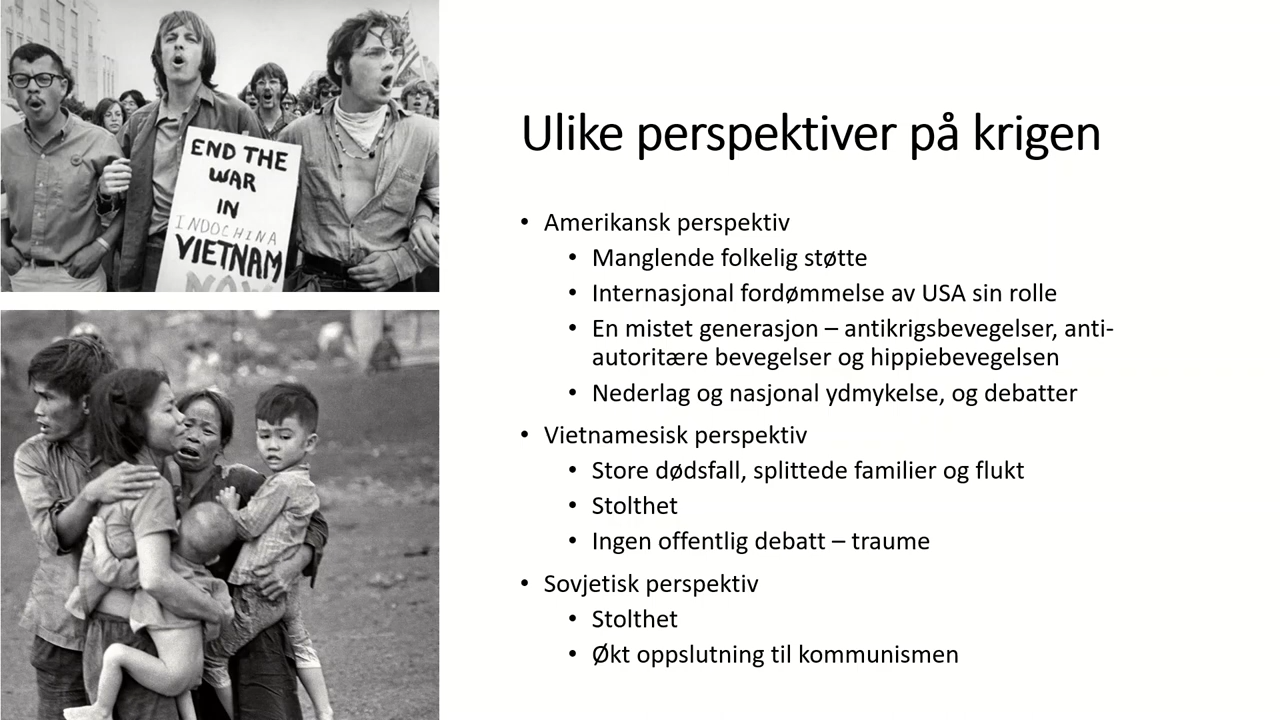 END THE
WAR
IN
INDOCHINA
VIETNAM
NOW
Ulike perspektiver på krigen
• Amerikansk perspektiv
• Manglende folkelig støtte
• Internasjonal fordømmelse av USA sin rolle
• En mistet generasjon – antikrigsbevegelser, anti-
autoritære bevegelser og hippiebevegelsen
• Nederlag og nasjonal ydmykelse, og debatter
• Vietnamesisk perspektiv
• Store dødsfall, splittede familier og flukt
• Stolthet
• Ingen offentlig debatt – traume
• Sovjetisk perspektiv
• Stolthet
• Økt oppslutning til kommunismen